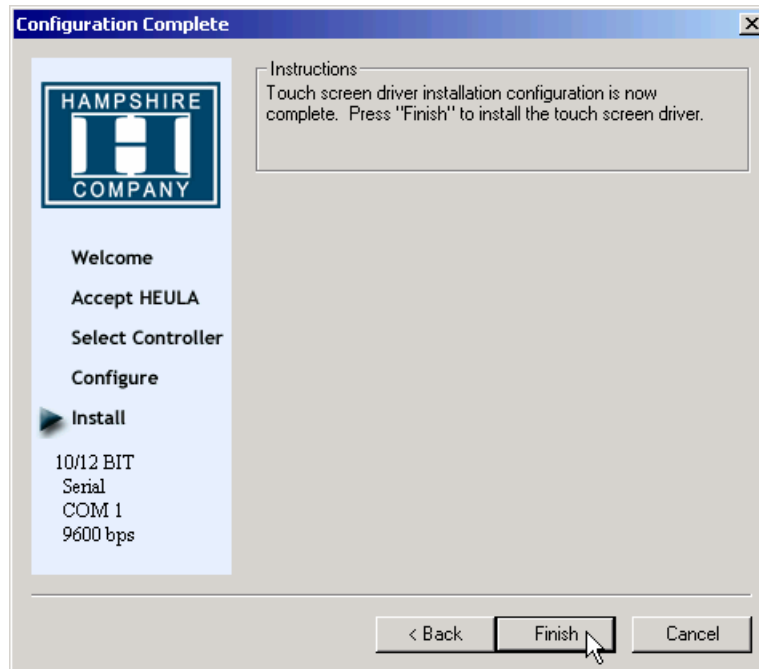 Configuration Complete
Instructions
Touch screen driver installation configuration is now
complete. Press "Finish" to install the touch screen driver.
HAMPSHIRE
H
COMPANY
Welcome
Accept HEULA
Select Controller
Configure
Install
10/12 BIT
Serial
COM 1
9600 bps
< Back
Finish
Cancel